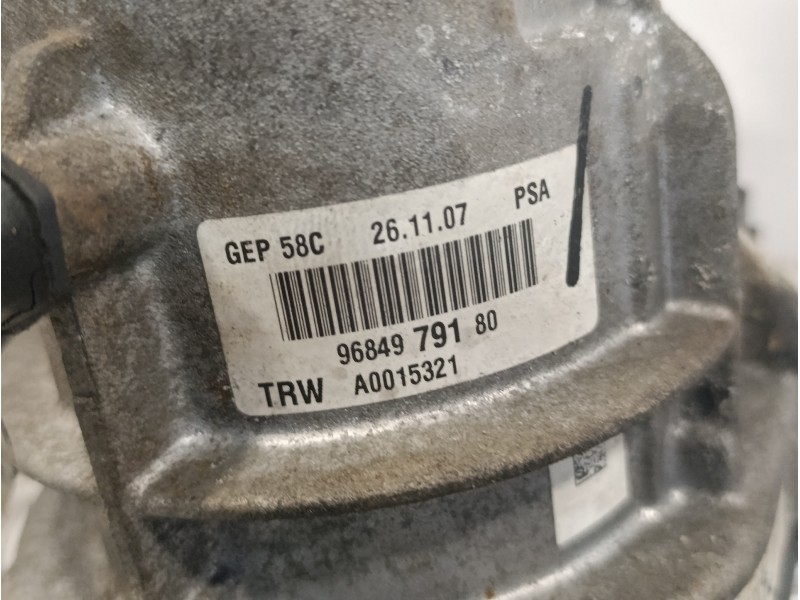 GEP 58C 26.11.07 PSA
96849 791 80
TRW A0015321